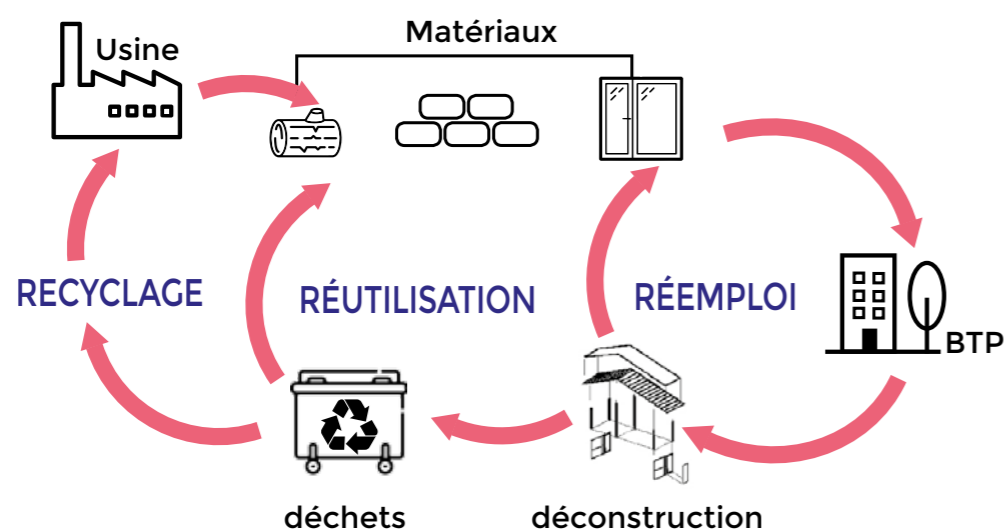 Usine
Matériaux
RECYCLAGE
RÉUTILISATION
RÉEMPLOI
BTP
déchets
déconstruction